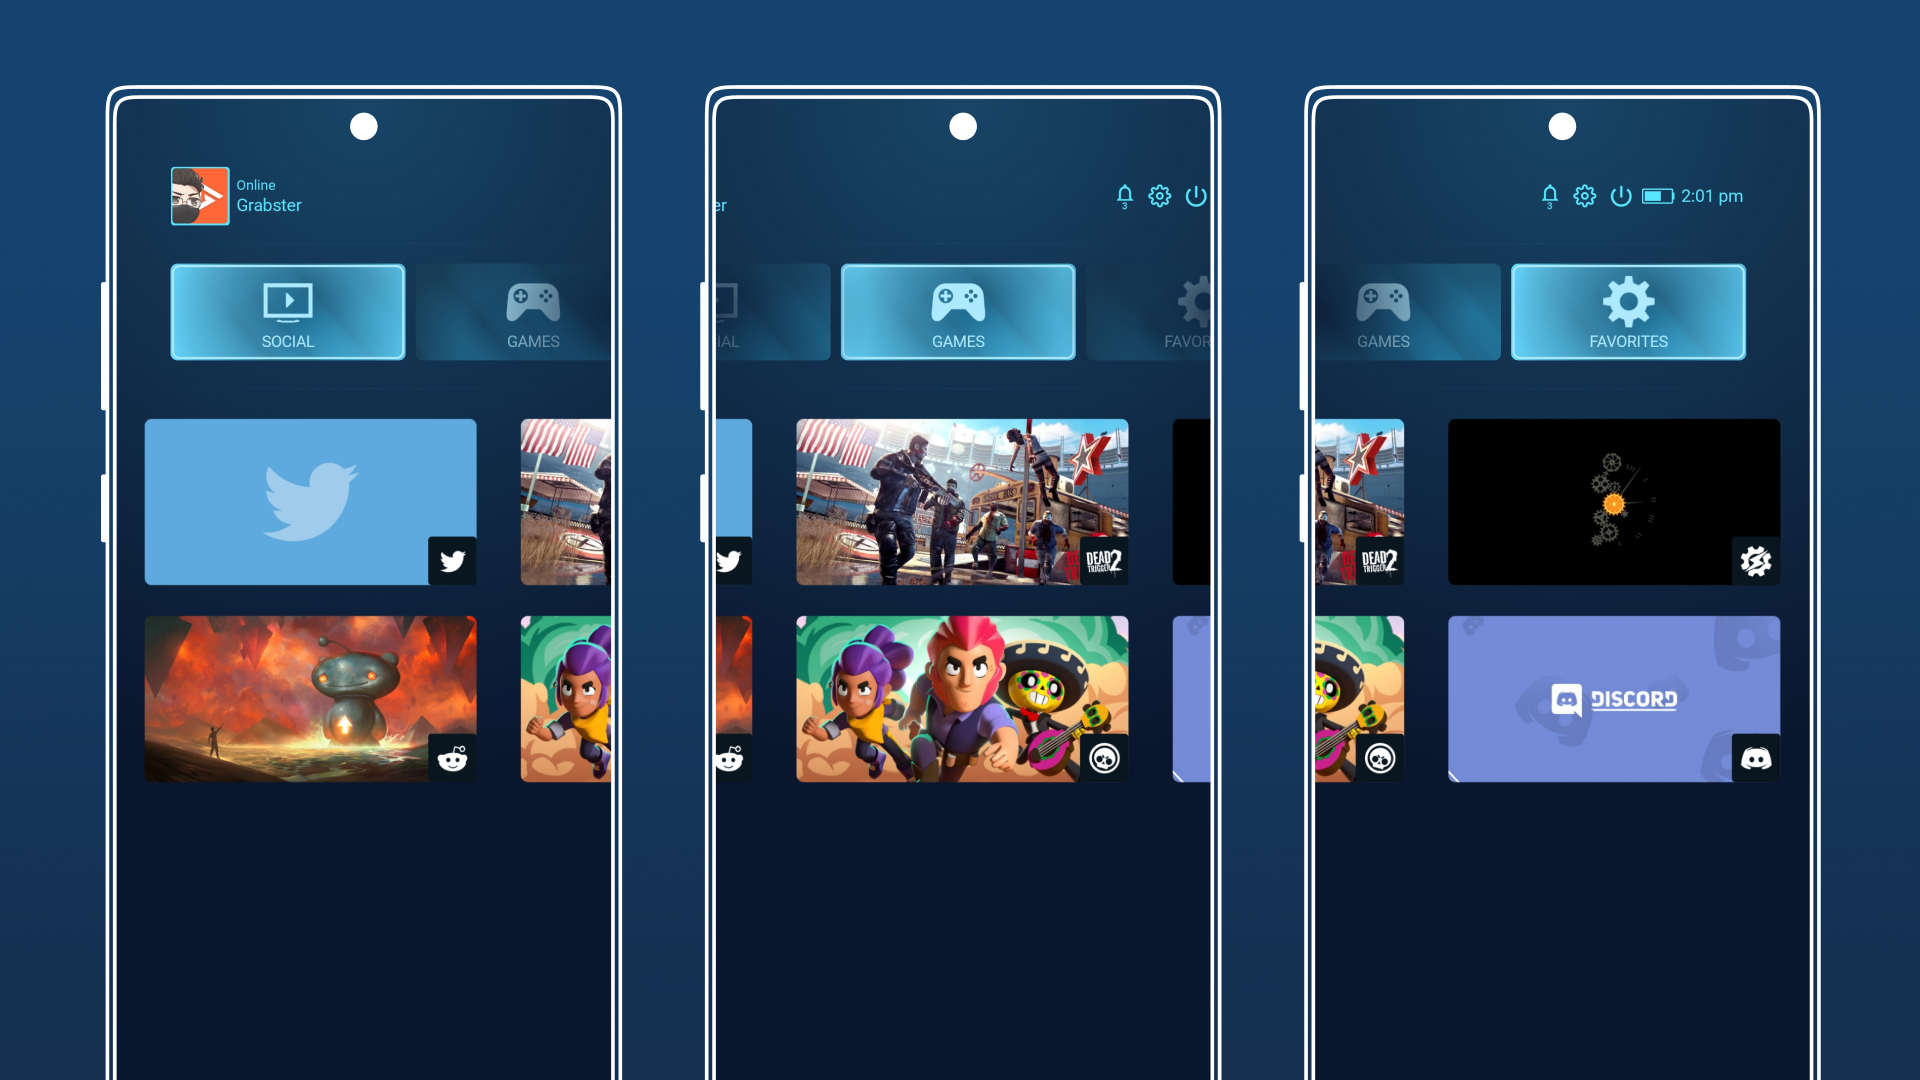 Online
Grabster
SOCIAL
GAMES
er
3
IAL
GAMES
FAVOR
DEAD
TRIGGER 2
3
2:01 pm
GAMES
FAVORITES
DEAD
TRIGGER 2
DISCORD